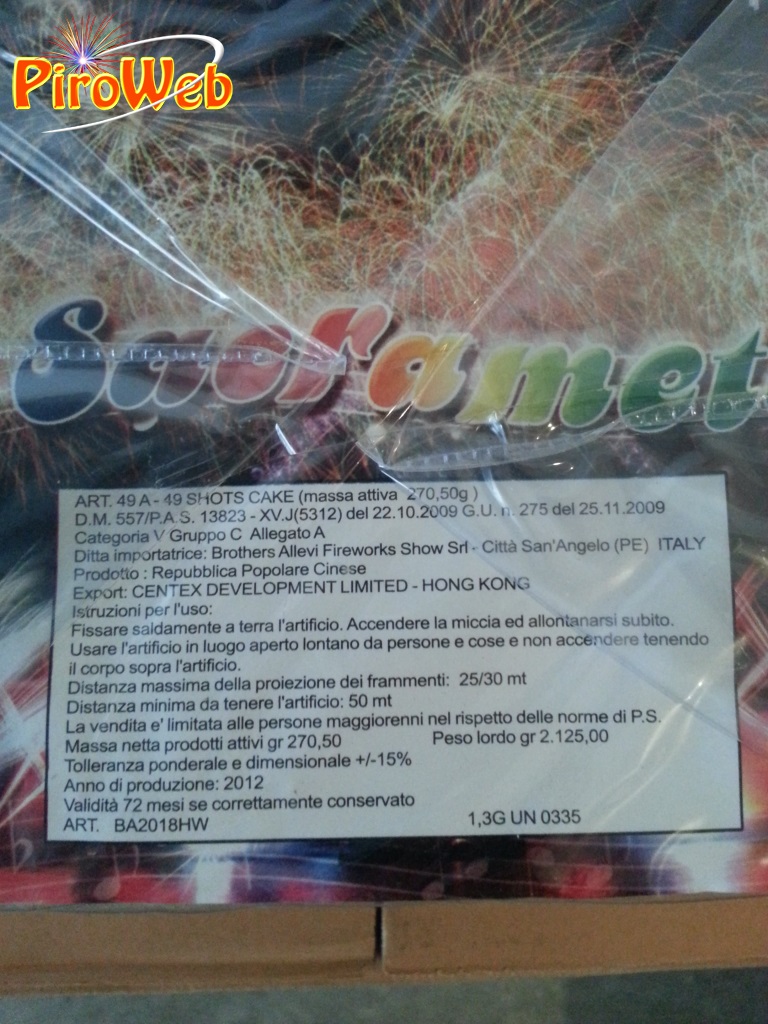 PiroWeb
Sacramet
ART. 49 A - 49 SHOTS CAKE (massa attiva 270,50g )
D.M. 557/P.A.S. 13823 - XV.J(5312) del 22.10.2009 G.U. n. 275 del 25.11.2009
Categoria V Gruppo C Allegato A
Ditta importatrice: Brothers Allevi Fireworks Show Srl - Città San'Angelo (PE) ITALY
Prodotto : Repubblica Popolare Cinese
Export: CENTEX DEVELOPMENT LIMITED - HONG KONG
Istruzioni per l'uso:
Fissare saldamente a terra l'artificio. Accendere la miccia ed allontanarsi subito.
Usare l'artificio in luogo aperto lontano da persone e cose e non accendere tenendo
il corpo sopra l'artificio.
Distanza massima della proiezione dei frammenti: 25/30 mt
Distanza minima da tenere l'artificio: 50 mt
La vendita e' limitata alle persone maggiorenni nel rispetto delle norme di P.S.
Massa netta prodotti attivi gr 270,50 Peso lordo gr 2.125,00
Tolleranza ponderale e dimensionale +/-15%
Anno di produzione: 2012
Validità 72 mesi se correttamente conservato
ART. BA2018HW 1,3G UN 0335